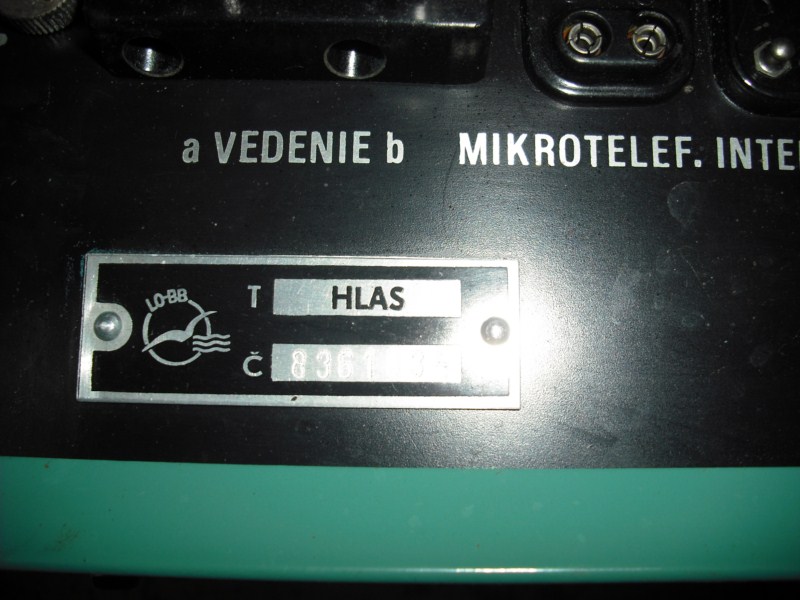 a VEDENIE b MIKROTELEF. INTE
LO-BB
T HLAS
Č